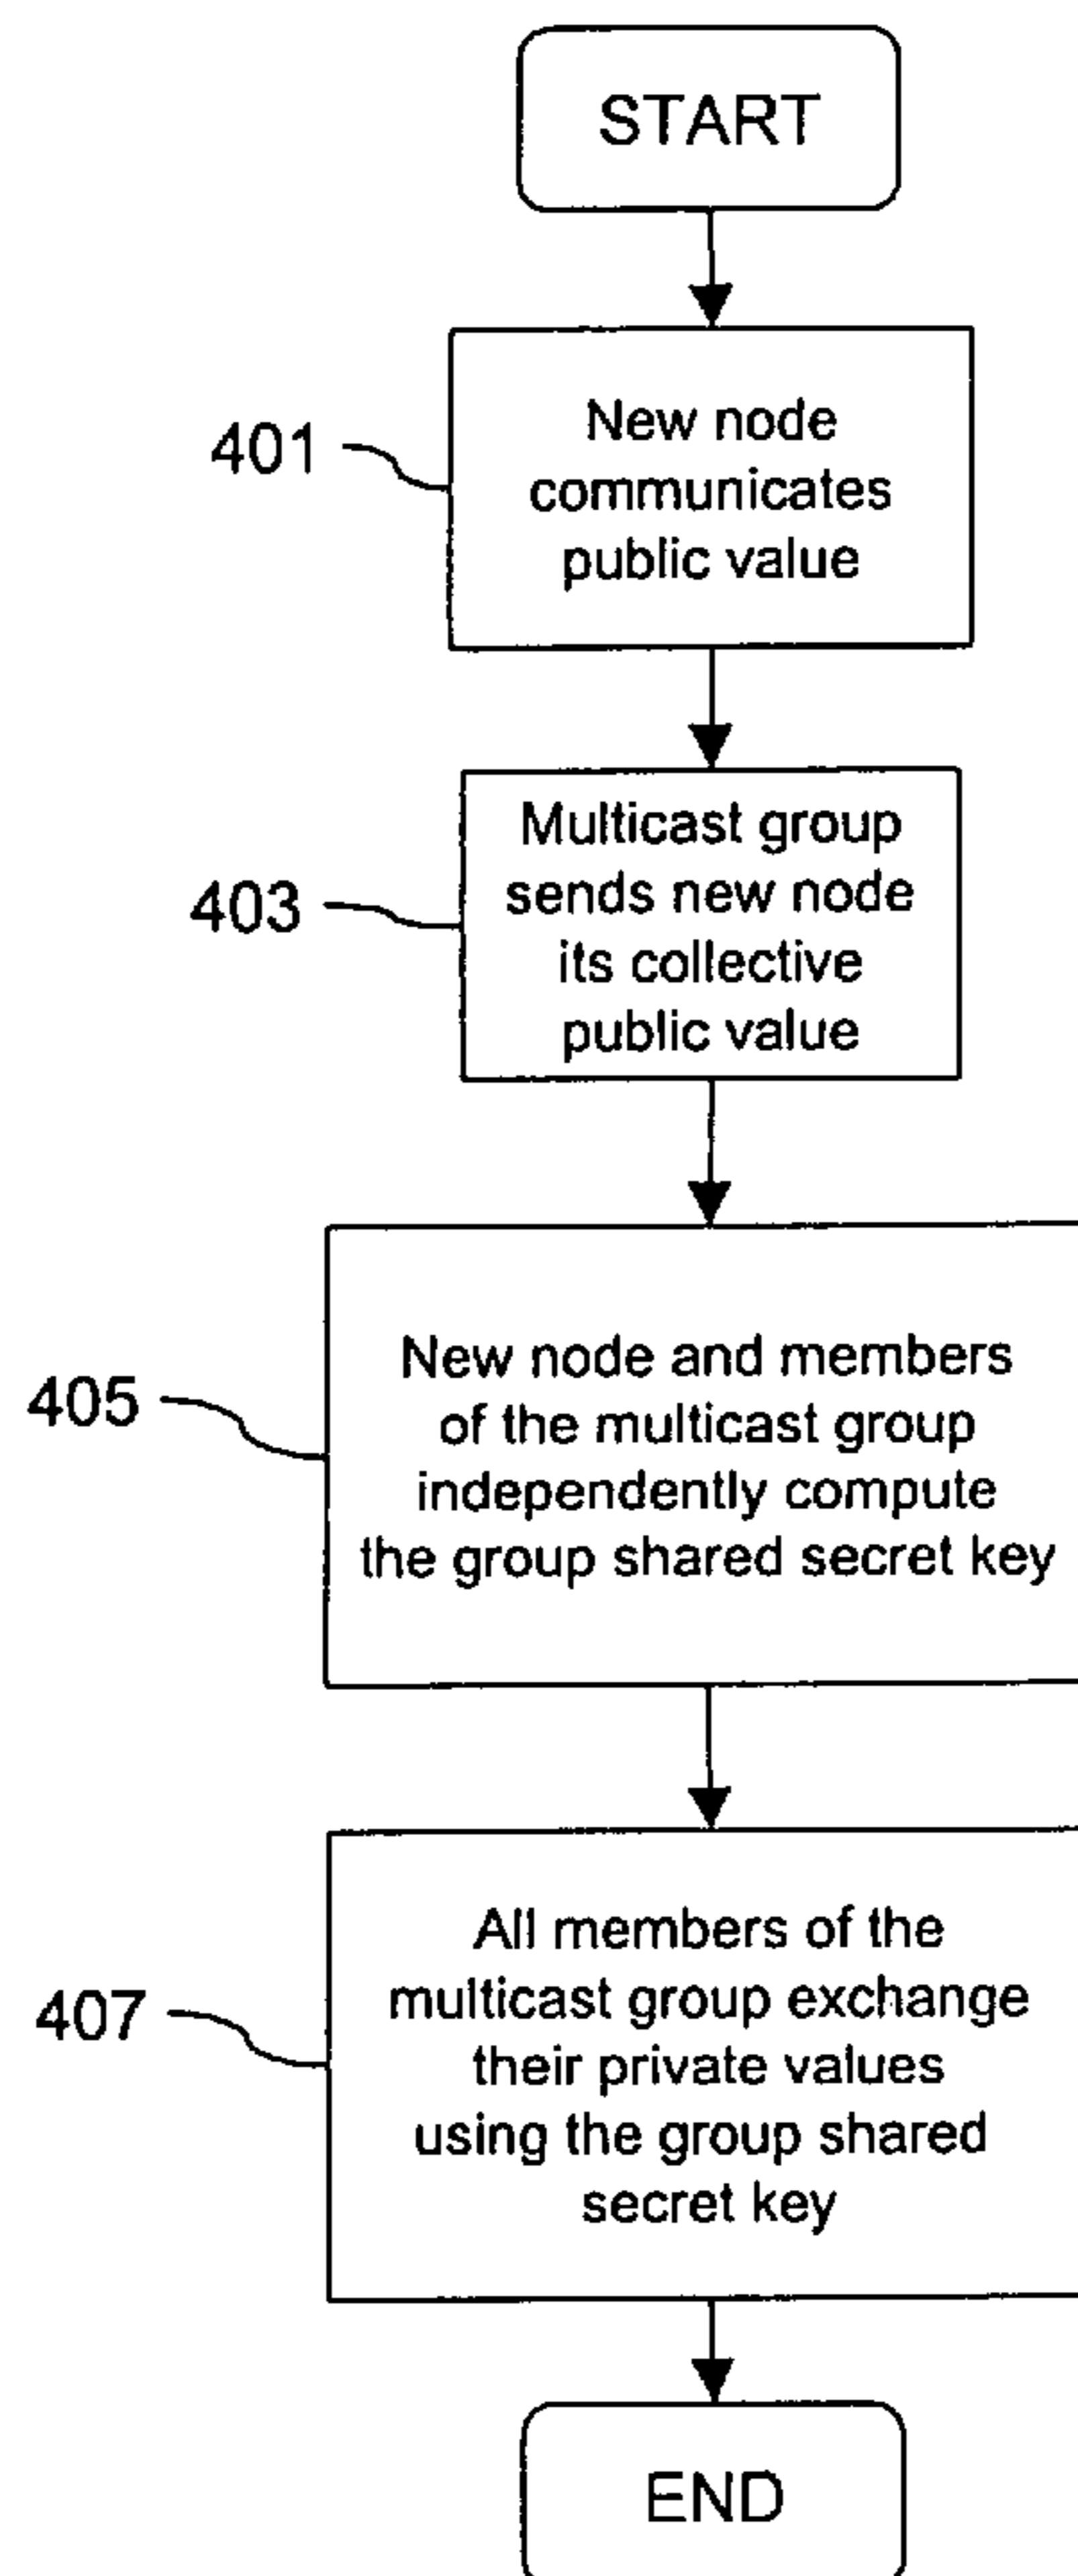 START
401
New node
communicates
public value
403
Multicast group
sends new node
its collective
public value
405
New node and members
of the multicast group
independently compute
the group shared secret key
407
All members of the
multicast group exchange
their private values
using the group shared
secret key
END